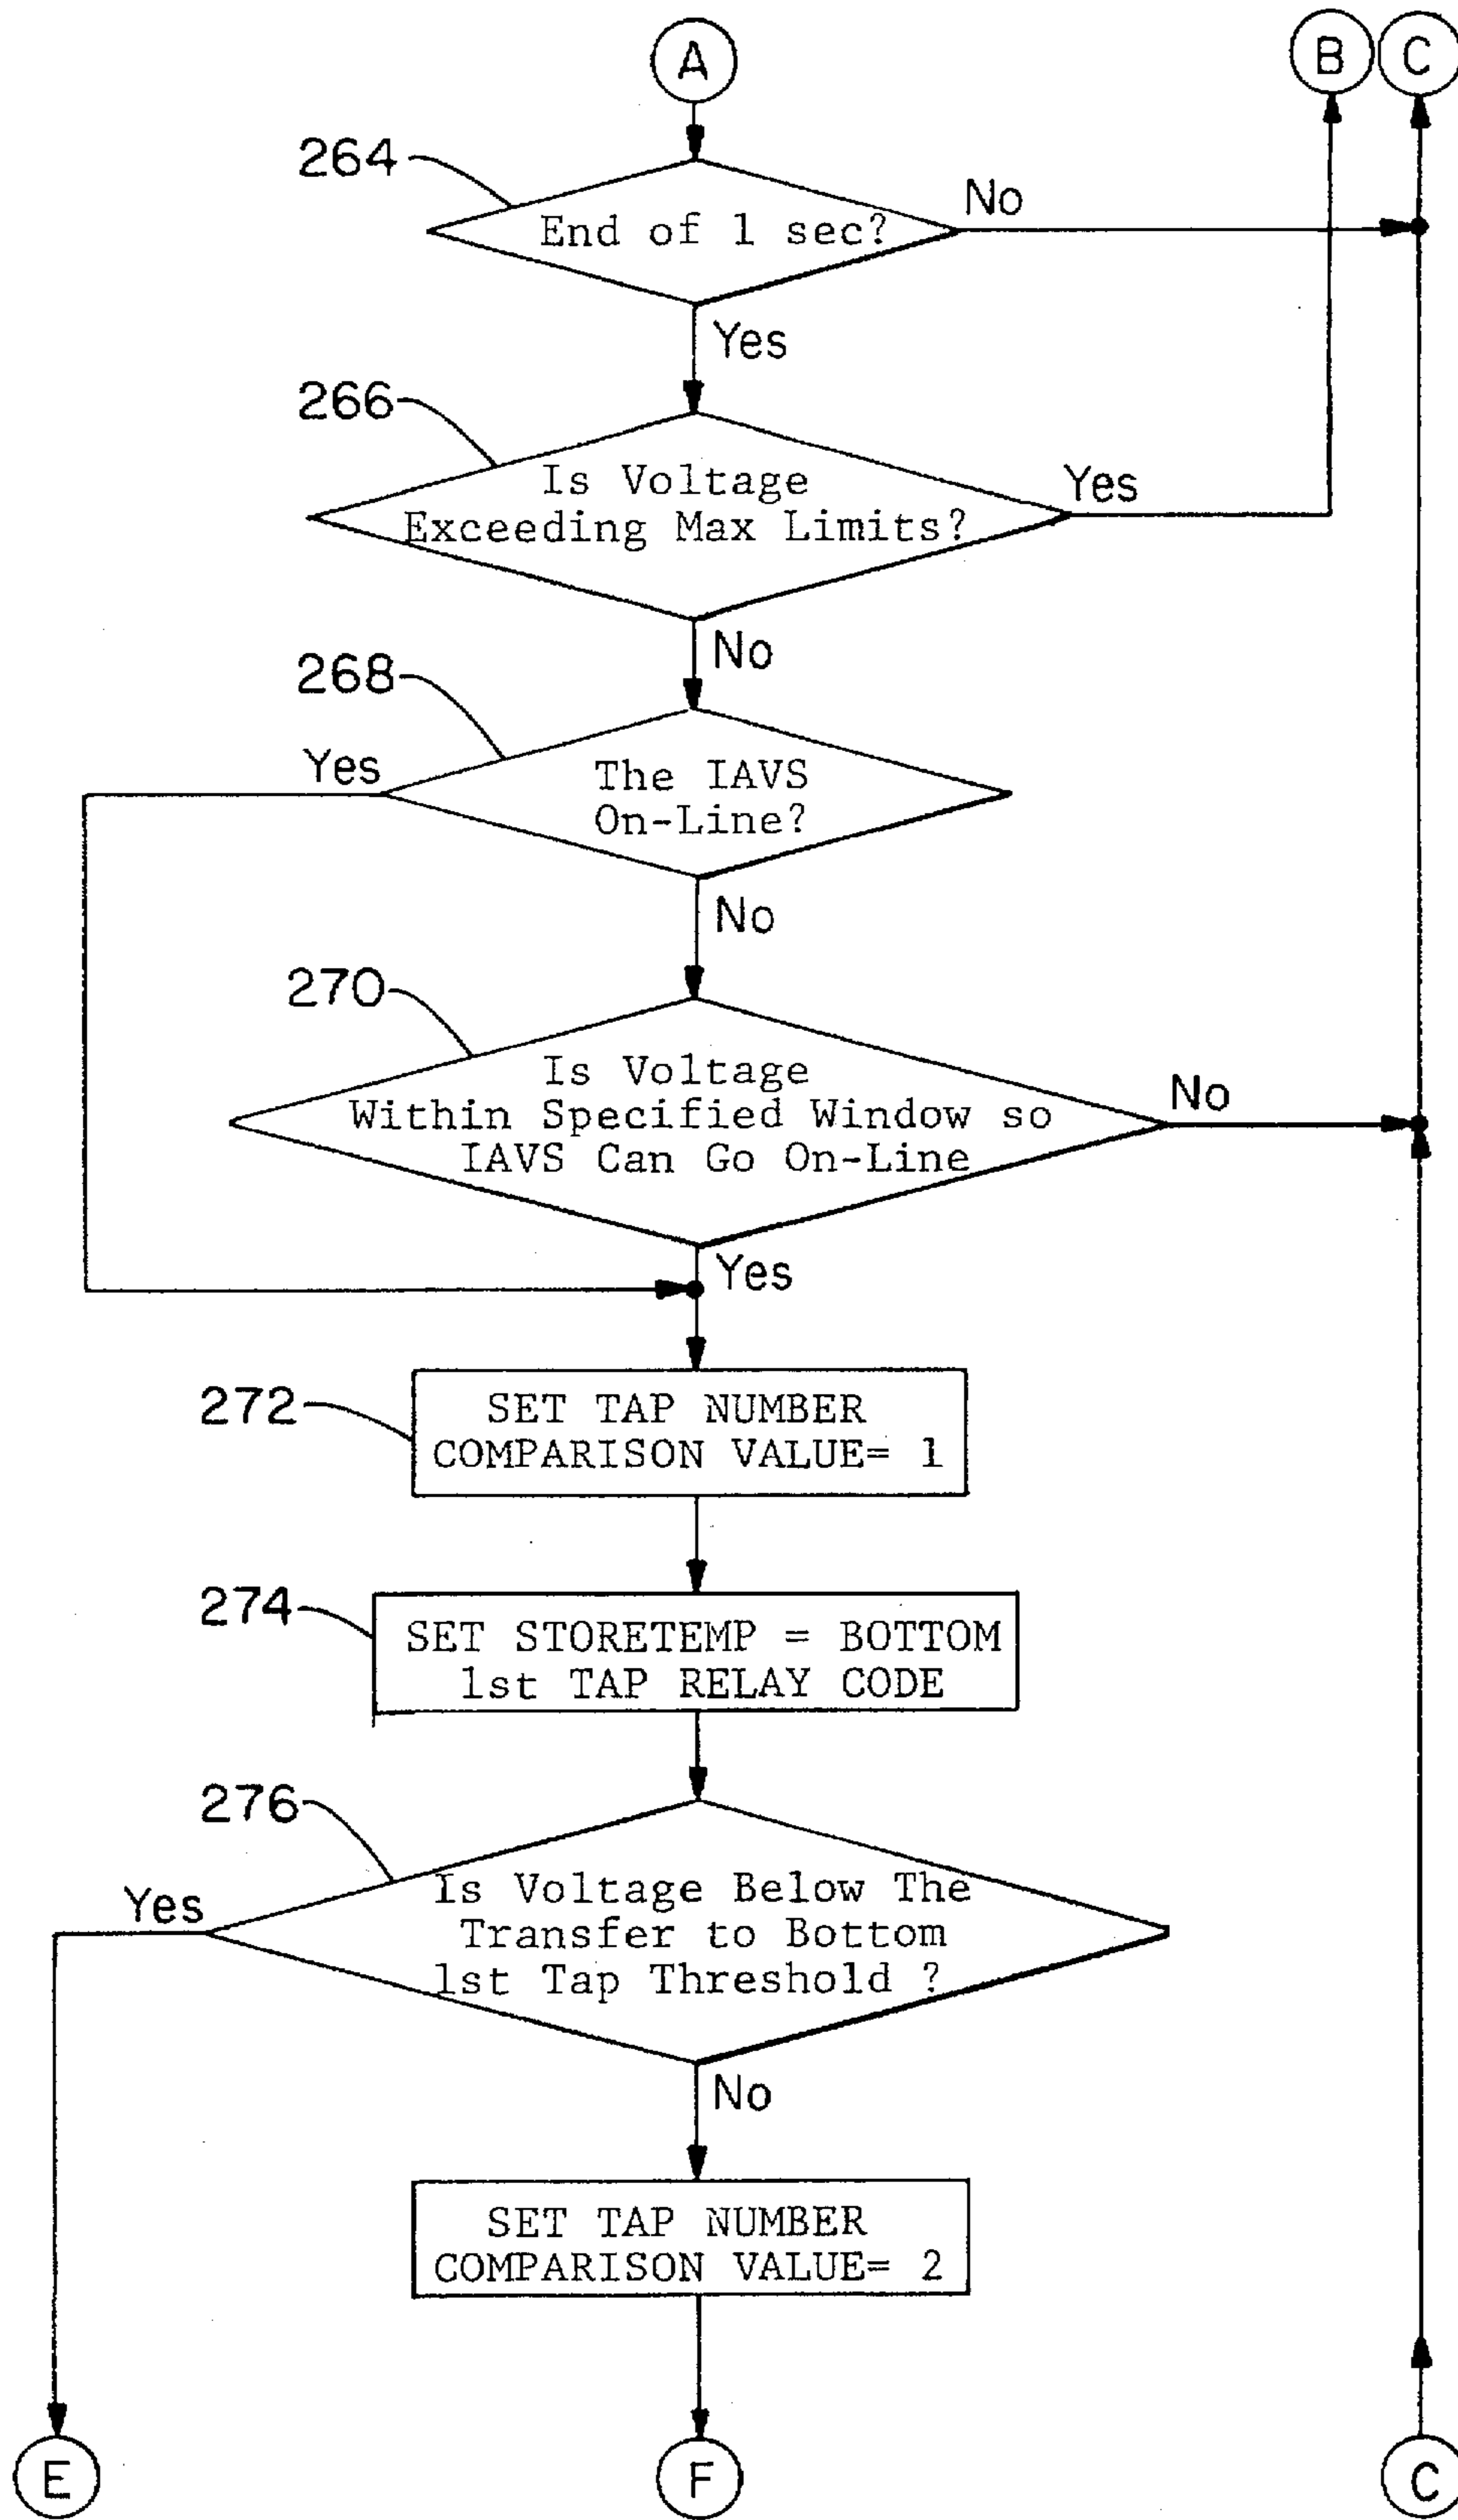 A
B
C
264
End of 1 sec?
No
Yes
266
Is Voltage
Exceeding Max Limits?
Yes
No
268
Yes
The IAVS
On-Line?
No
270
Is Voltage
Within Specified Window so
IAVS Can Go On-Line
No
Yes
272
SET TAP NUMBER
COMPARISON VALUE= 1
274
SET STORETEMP = BOTTOM
1st TAP RELAY CODE
276
Yes
Is Voltage Below The
Transfer to Bottom
1st Tap Threshold ?
No
SET TAP NUMBER
COMPARISON VALUE= 2
E
F
C